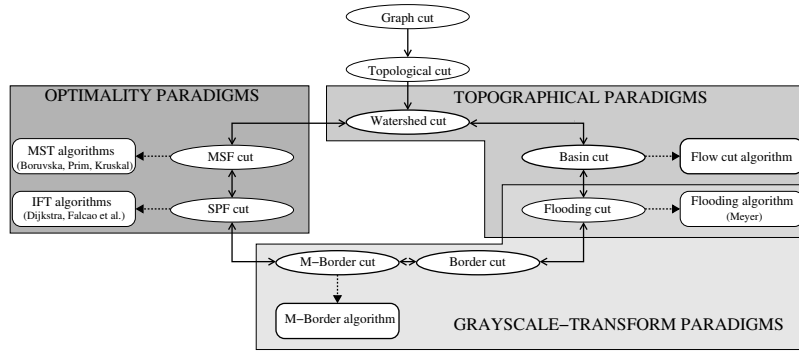 Graph cut
Topological cut
OPTIMALITY PARADIGMS
TOPOGRAPHICAL PARADIGMS
Watershed cut
MST algorithms
(Boruvska, Prim, Kruskal)
MSF cut
Basin cut
Flow cut algorithm
IFT algorithms
(Dijkstra, Falcao et al.)
SPF cut
Flooding cut
Flooding algorithm
(Meyer)
M−Border cut
Border cut
M−Border algorithm
GRAYSCALE−TRANSFORM PARADIGMS